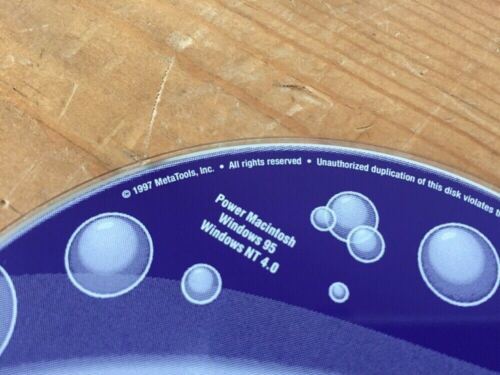 © 1997 MetaTools, Inc. • All rights reserved • Unauthorized duplication of this disk violates
Power Macintosh
Windows 95
Windows NT 4.0